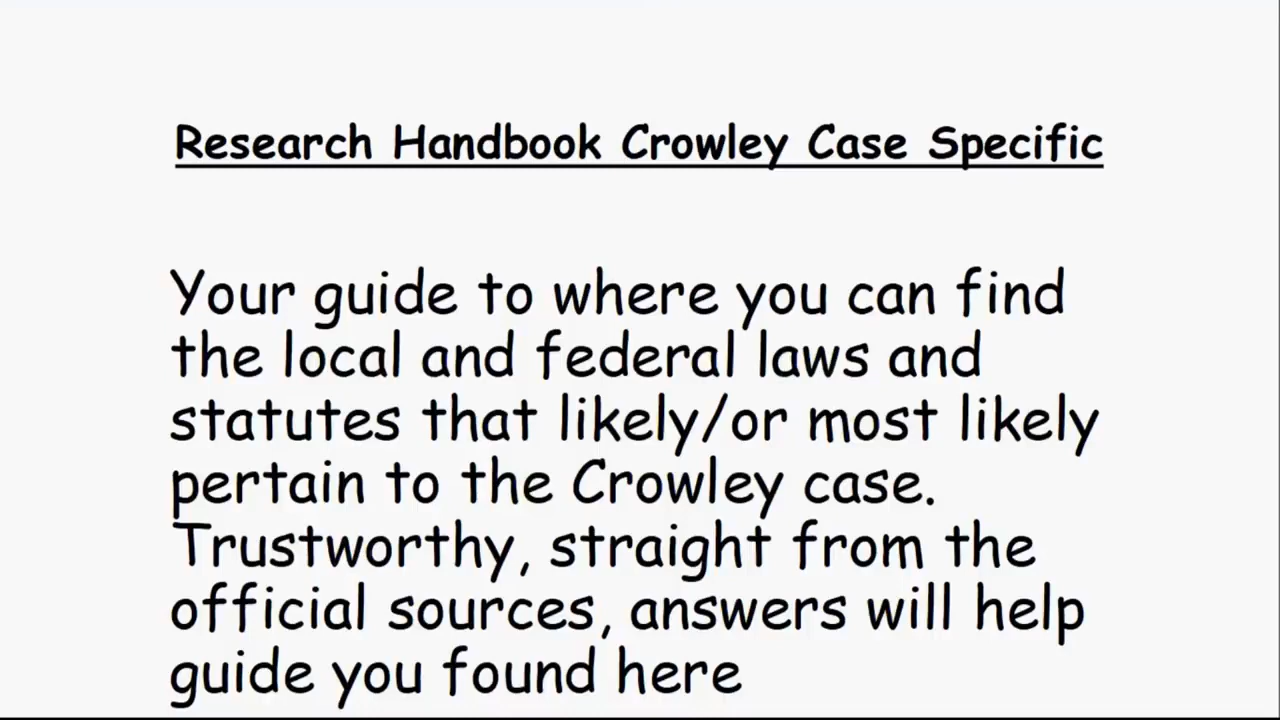 Research Handbook Crowley Case Specific
Your guide to where you can find
the local and federal laws and
statutes that likely/or most likely
pertain to the Crowley case.
Trustworthy, straight from the
official sources, answers will help
guide you found here